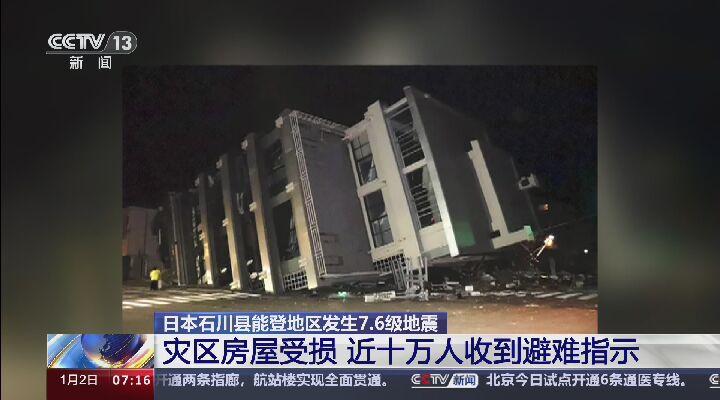 CCTV 13
新闻
日本石川县能登地区发生7.6级地震
灾区房屋受损 近十万人收到避难指示
1月2日 07:16 开通两条指廊，航站楼实现全面贯通。 CCTV新闻 北京今日试点开通6条通医专线。